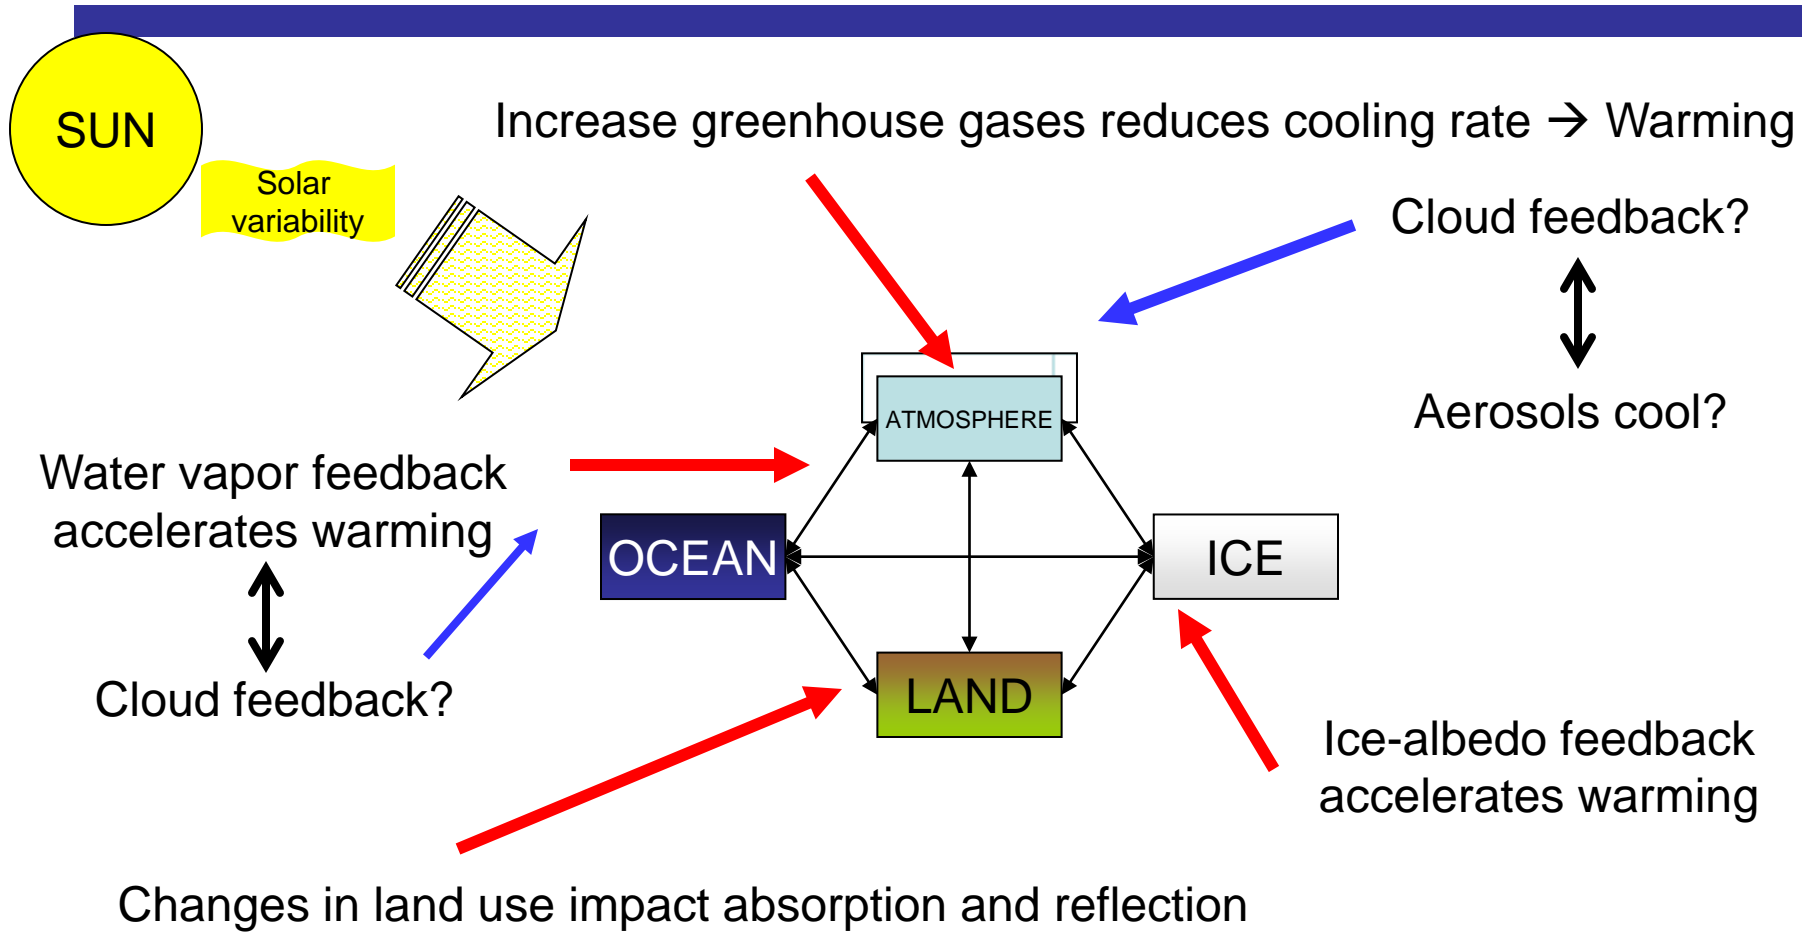 SUN
Solar
variability
Increase greenhouse gases reduces cooling rate → Warming
Cloud feedback?
Aerosols cool?
ATMOSPHERE
Water vapor feedback
accelerates warming
OCEAN
ICE
Cloud feedback?
LAND
Ice-albedo feedback
accelerates warming
Changes in land use impact absorption and reflection